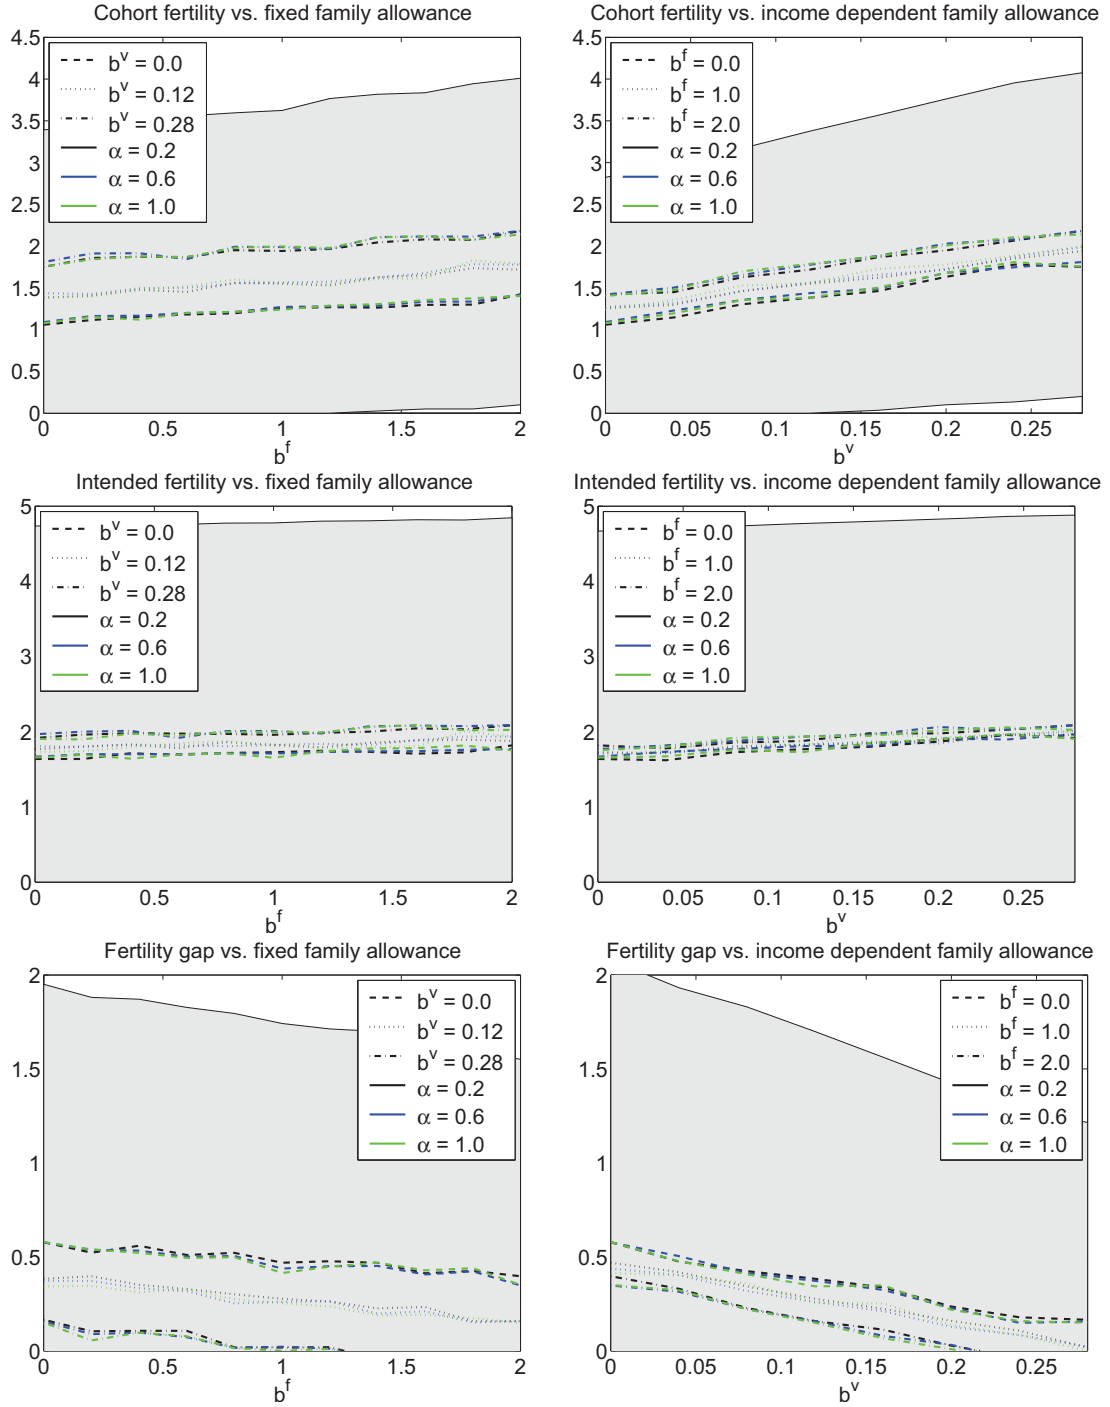 Cohort fertility vs. fixed family allowance
4.5
4
3.5
3
2.5
2
1.5
1
0.5
0
b^v = 0.0
b^v = 0.12
b^v = 0.28
α = 0.2
α = 0.6
α = 1.0
0 0.5 1 1.5 2
b^f
Cohort fertility vs. income dependent family allowance
4.5
4
3.5
3
2.5
2
1.5
1
0.5
0
b^f = 0.0
b^f = 1.0
b^f = 2.0
α = 0.2
α = 0.6
α = 1.0
0 0.05 0.1 0.15 0.2 0.25
b^v
Intended fertility vs. fixed family allowance
5
4
3
2
1
0
b^v = 0.0
b^v = 0.12
b^v = 0.28
α = 0.2
α = 0.6
α = 1.0
0 0.5 1 1.5 2
b^f
Intended fertility vs. income dependent family allowance
5
4
3
2
1
0
b^f = 0.0
b^f = 1.0
b^f = 2.0
α = 0.2
α = 0.6
α = 1.0
0 0.05 0.1 0.15 0.2 0.25
b^v
Fertility gap vs. fixed family allowance
2
1.5
1
0.5
0
b^v = 0.0
b^v = 0.12
b^v = 0.28
α = 0.2
α = 0.6
α = 1.0
0 0.5 1 1.5 2
b^f
Fertility gap vs. income dependent family allowance
2
1.5
1
0.5
0
b^f = 0.0
b^f = 1.0
b^f = 2.0
α = 0.2
α = 0.6
α = 1.0
0 0.05 0.1 0.15 0.2 0.25
b^v